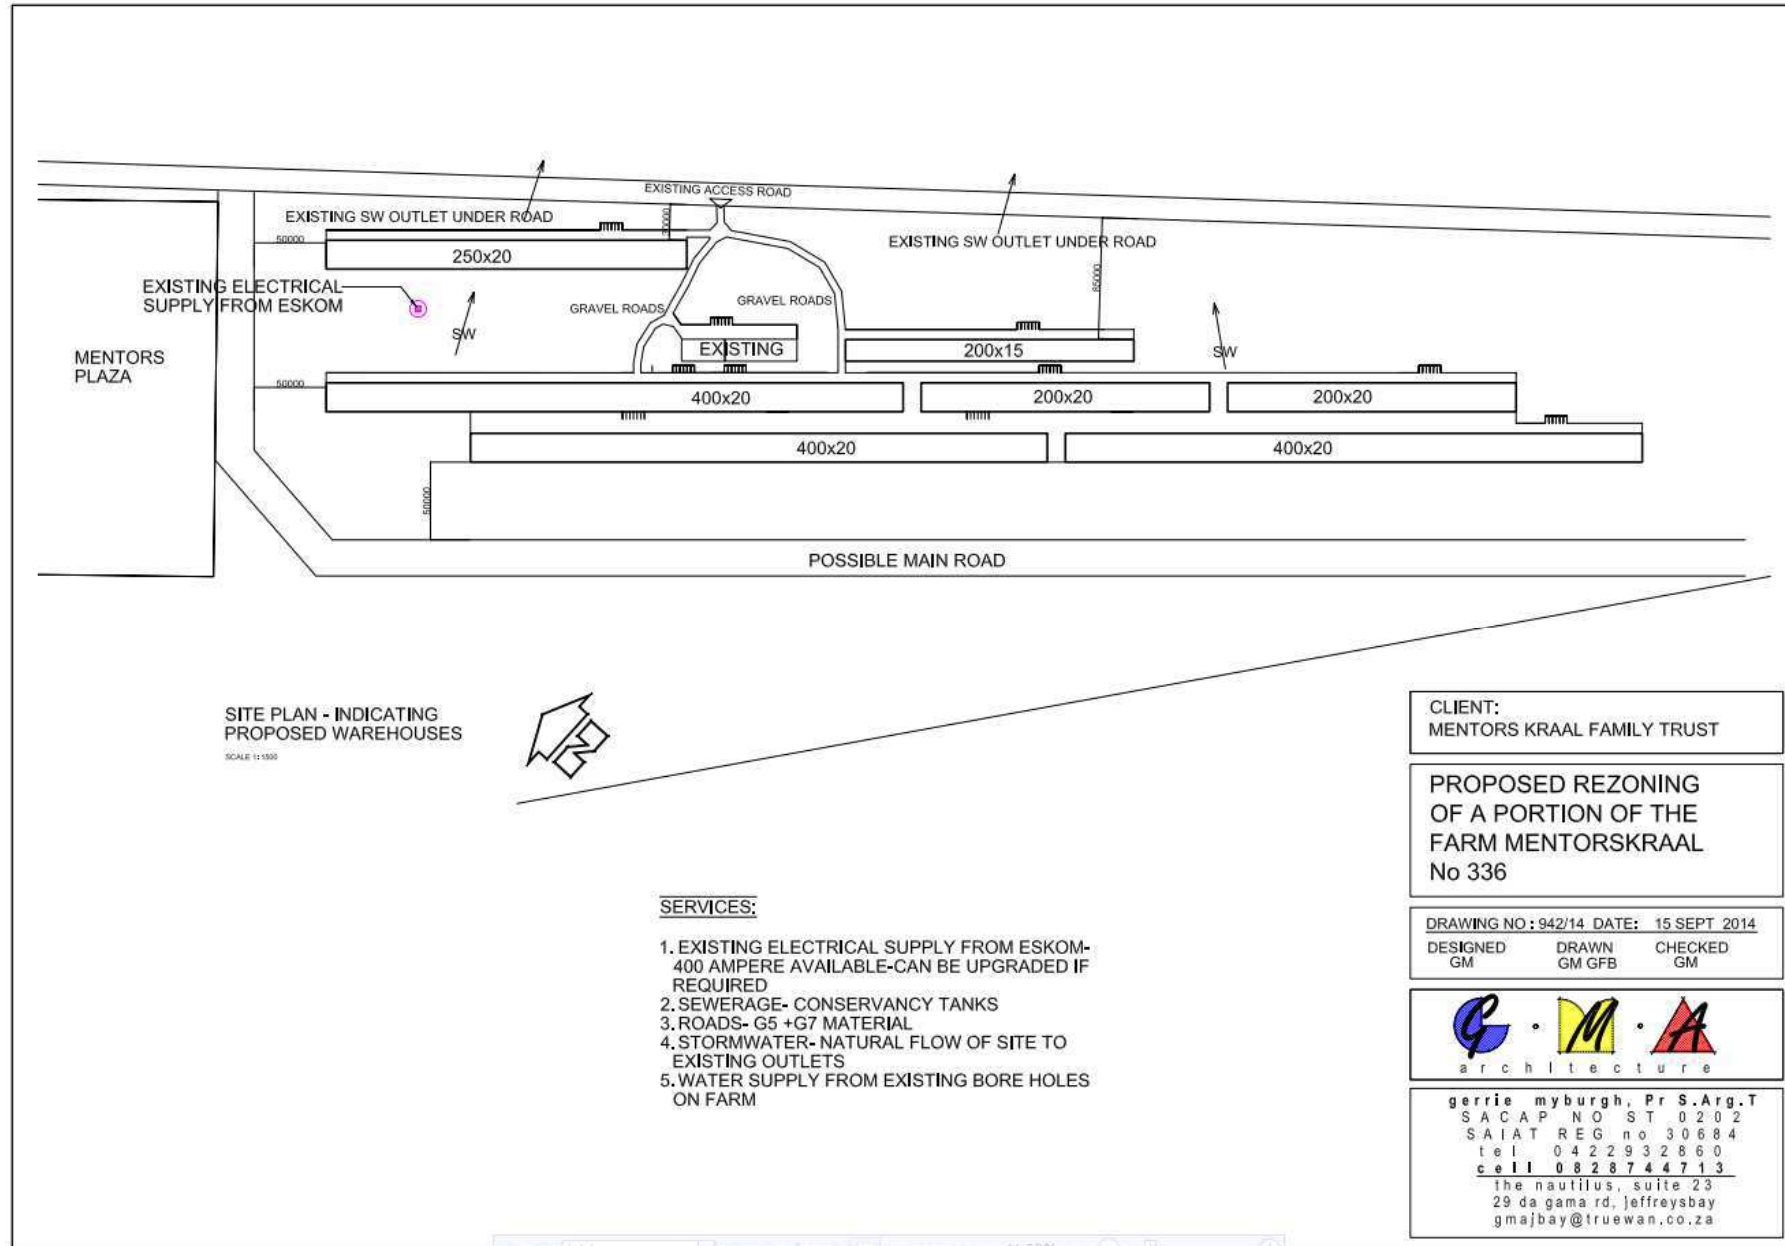 EXISTING ACCESS ROAD
EXISTING SW OUTLET UNDER ROAD
30000
50000
250x20
EXISTING SW OUTLET UNDER ROAD
85000
EXISTING ELECTRICAL
SUPPLY FROM ESKOM
GRAVEL ROADS
GRAVEL ROADS
SW
EXISTING
200x15
SW
MENTORS
PLAZA
50000
400x20
200x20
200x20
400x20
400x20
50000
POSSIBLE MAIN ROAD
SITE PLAN - INDICATING
PROPOSED WAREHOUSES
SCALE 1:1500
N
CLIENT:
MENTORS KRAAL FAMILY TRUST
PROPOSED REZONING
OF A PORTION OF THE
FARM MENTORSKRAAL
No 336
SERVICES:
1. EXISTING ELECTRICAL SUPPLY FROM ESKOM-
400 AMPERE AVAILABLE-CAN BE UPGRADED IF
REQUIRED
2. SEWERAGE- CONSERVANCY TANKS
3. ROADS- G5 +G7 MATERIAL
4. STORMWATER- NATURAL FLOW OF SITE TO
EXISTING OUTLETS
5. WATER SUPPLY FROM EXISTING BORE HOLES
ON FARM
DRAWING NO : 942/14 DATE: 15 SEPT 2014
DESIGNED DRAWN CHECKED
GM GM GFB GM
G . M . A
architecture
gerrie myburgh, Pr S.Arg.T
SACAP NO ST 0202
SAIAT REG no 30684
tel 0422932860
cell 0828744713
the nautilus, suite 23
29 da gama rd, jeffreysbay
gmajbay@truewan.co.za